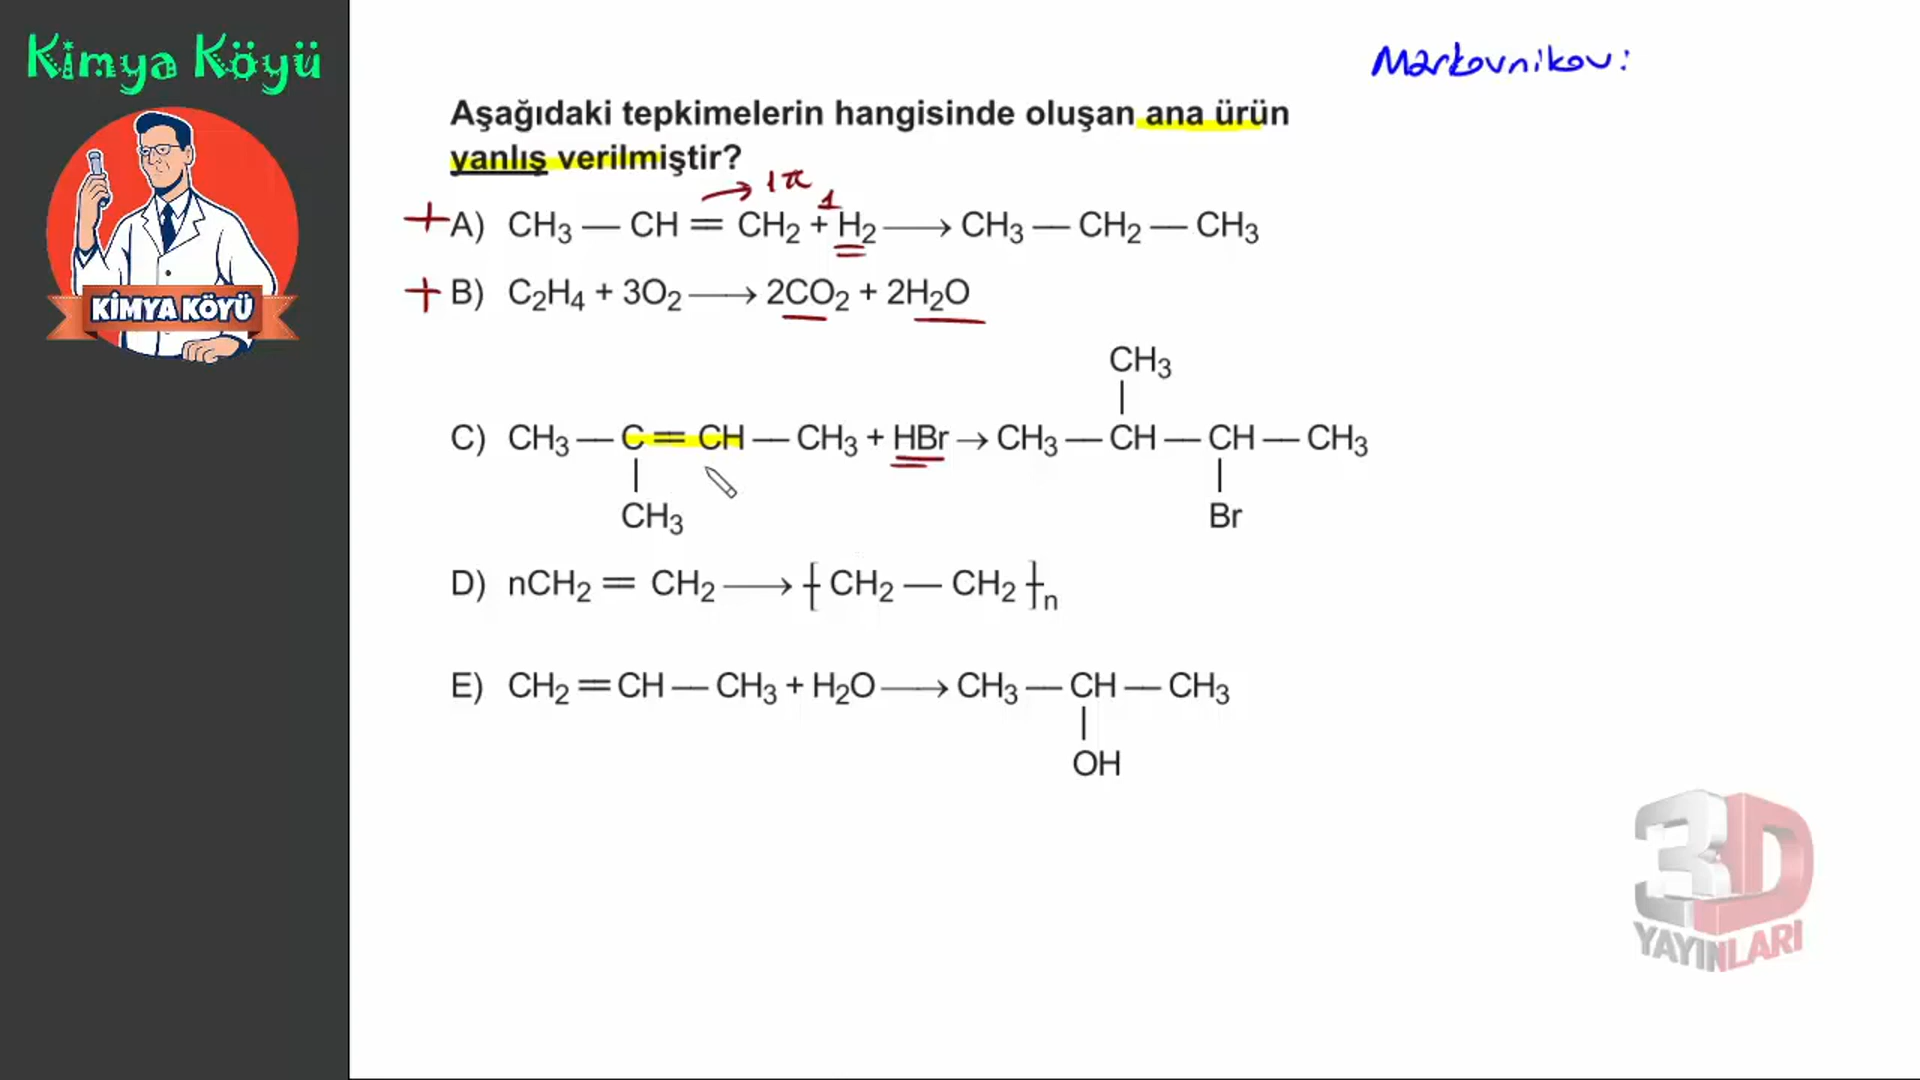 Kimya Köyü
KİMYA KÖYÜ
Markovnikov:
Aşağıdaki tepkimelerin hangisinde oluşan ana ürün
yanlış verilmiştir?
1π
1
+ A) CH3 — CH = CH2 + H2 ⟶ CH3 — CH2 — CH3
+ B) C2H4 + 3O2 ⟶ 2CO2 + 2H2O
CH3
|
C) CH3 — C = CH — CH3 + HBr → CH3 — CH — CH — CH3
| |
CH3 Br
D) nCH2 = CH2 ⟶ [CH2 — CH2]n
E) CH2 = CH — CH3 + H2O ⟶ CH3 — CH — CH3
|
OH
3D
YAYINLARI